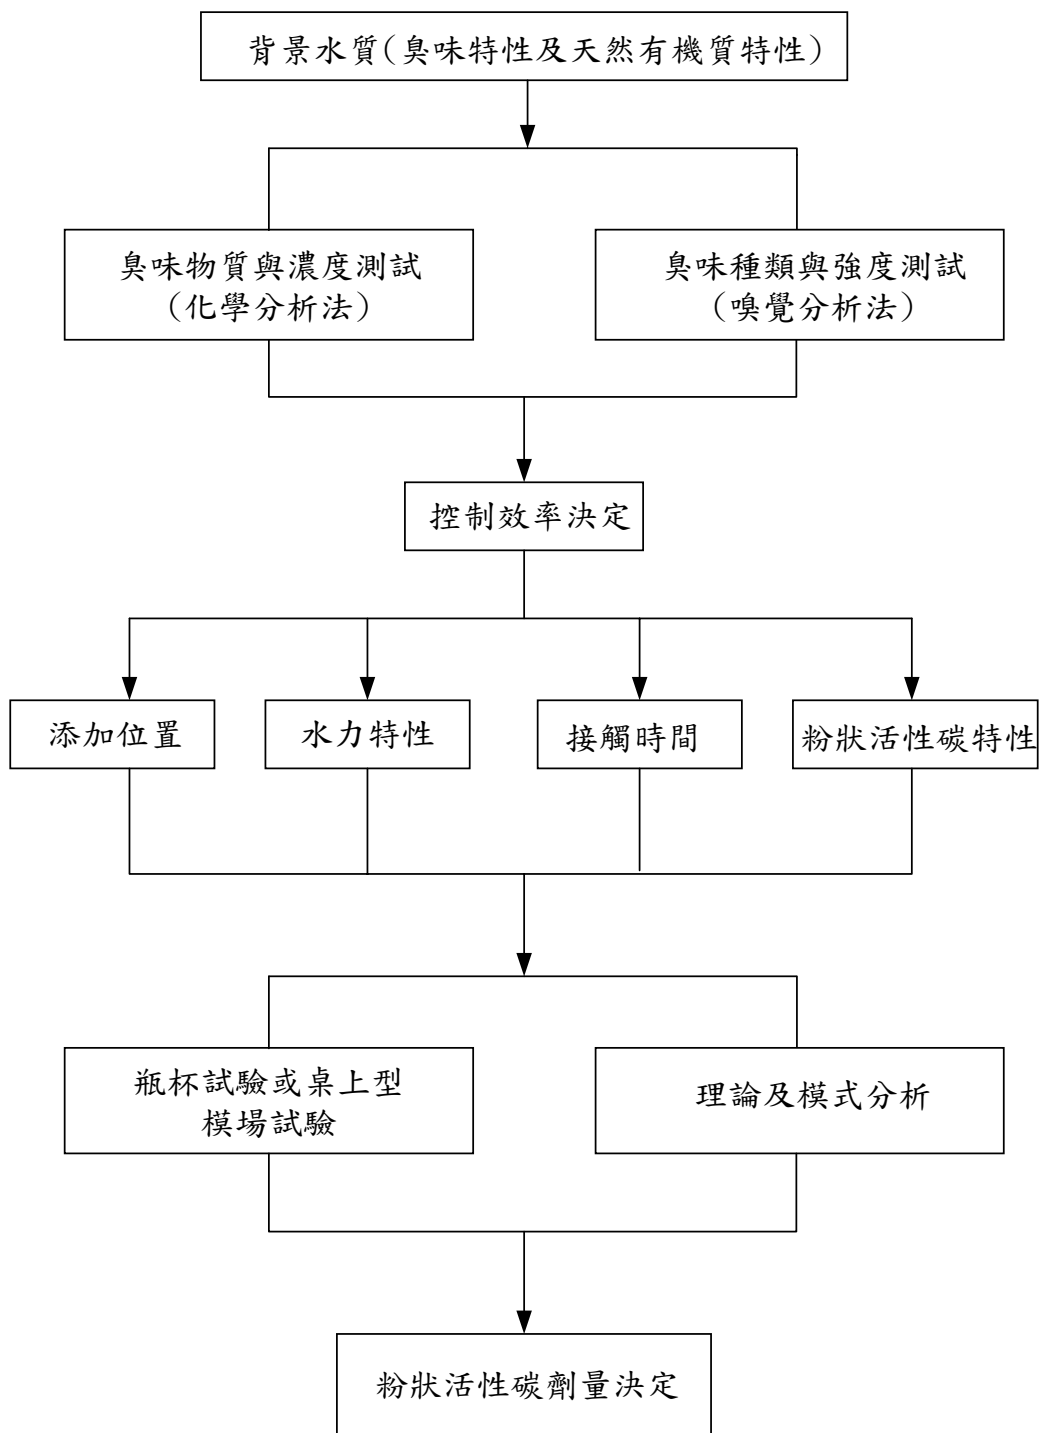 背景水質(臭味特性及天然有機質特性)
臭味物質與濃度測試
(化學分析法)
臭味種類與強度測試
(嗅覺分析法)
控制效率決定
添加位置
水力特性
接觸時間
粉狀活性碳特性
瓶杯試驗或桌上型
模場試驗
理論及模式分析
粉狀活性碳劑量決定